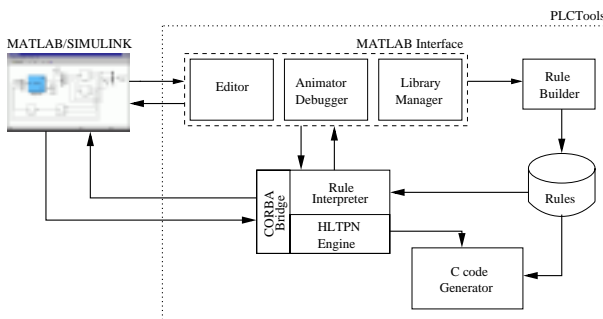 PLCTools
MATLAB/SIMULINK
MATLAB Interface
Editor
Animator
Debugger
Library
Manager
Rule
Builder
CORBA
Bridge
Rule
Interpreter
HLTPN
Engine
Rules
C code
Generator